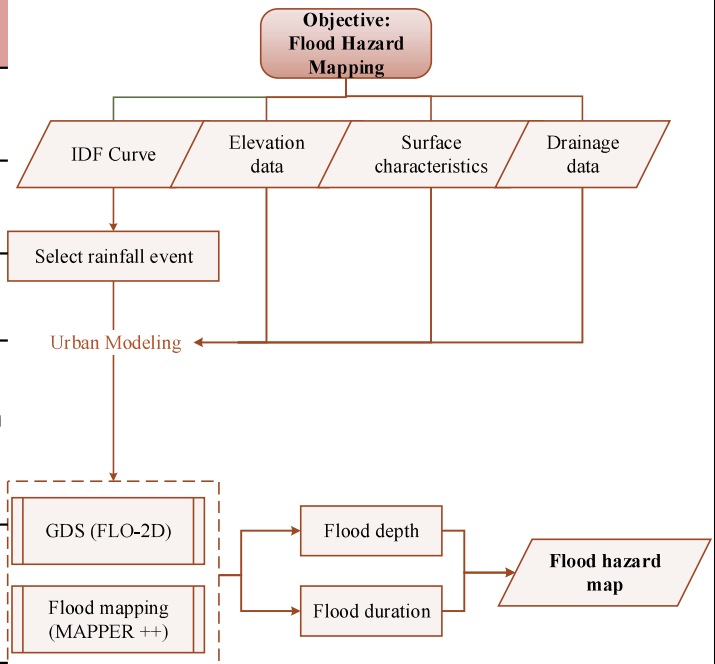 Objective:
Flood Hazard
Mapping
IDF Curve
Elevation
data
Surface
characteristics
Drainage
data
Select rainfall event
Urban Modeling
GDS (FLO-2D)
Flood mapping
(MAPPER ++)
Flood depth
Flood duration
Flood hazard
map